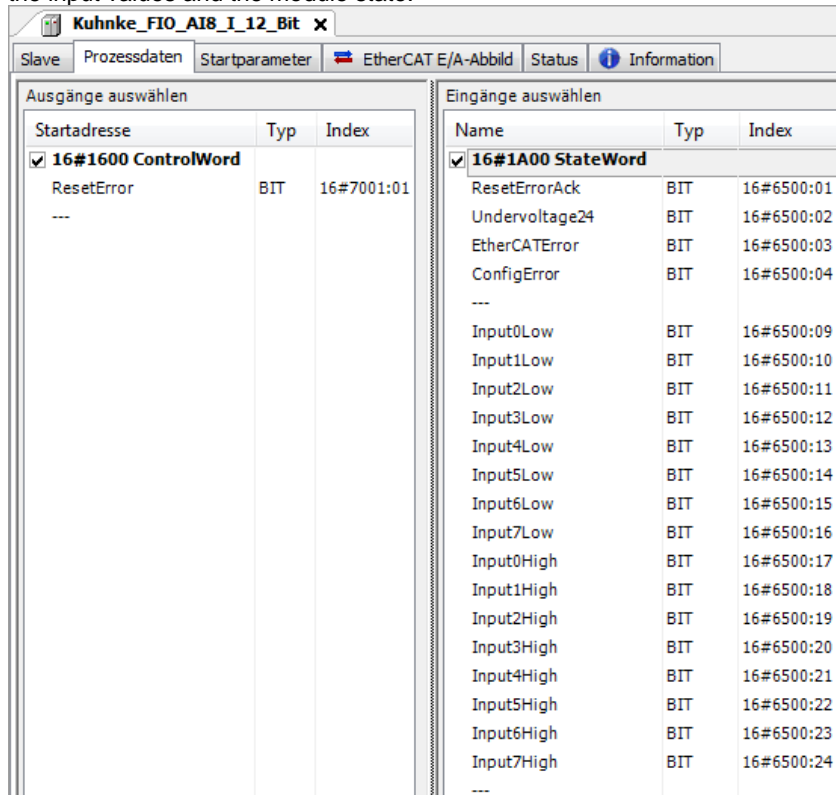 the input values and the module state.
Kuhnke_FIO_AI8_I_12_Bit x
Slave Prozessdaten Startparameter EtherCAT E/A-Abbild Status Information
Ausgänge auswählen
Startadresse Typ Index
16#1600 ControlWord
ResetError BIT 16#7001:01
---
Eingänge auswählen
Name Typ Index
16#1A00 StateWord
ResetErrorAck BIT 16#6500:01
Undervoltage24 BIT 16#6500:02
EtherCATError BIT 16#6500:03
ConfigError BIT 16#6500:04
---
Input0Low BIT 16#6500:09
Input1Low BIT 16#6500:10
Input2Low BIT 16#6500:11
Input3Low BIT 16#6500:12
Input4Low BIT 16#6500:13
Input5Low BIT 16#6500:14
Input6Low BIT 16#6500:15
Input7Low BIT 16#6500:16
Input0High BIT 16#6500:17
Input1High BIT 16#6500:18
Input2High BIT 16#6500:19
Input3High BIT 16#6500:20
Input4High BIT 16#6500:21
Input5High BIT 16#6500:22
Input6High BIT 16#6500:23
Input7High BIT 16#6500:24
---